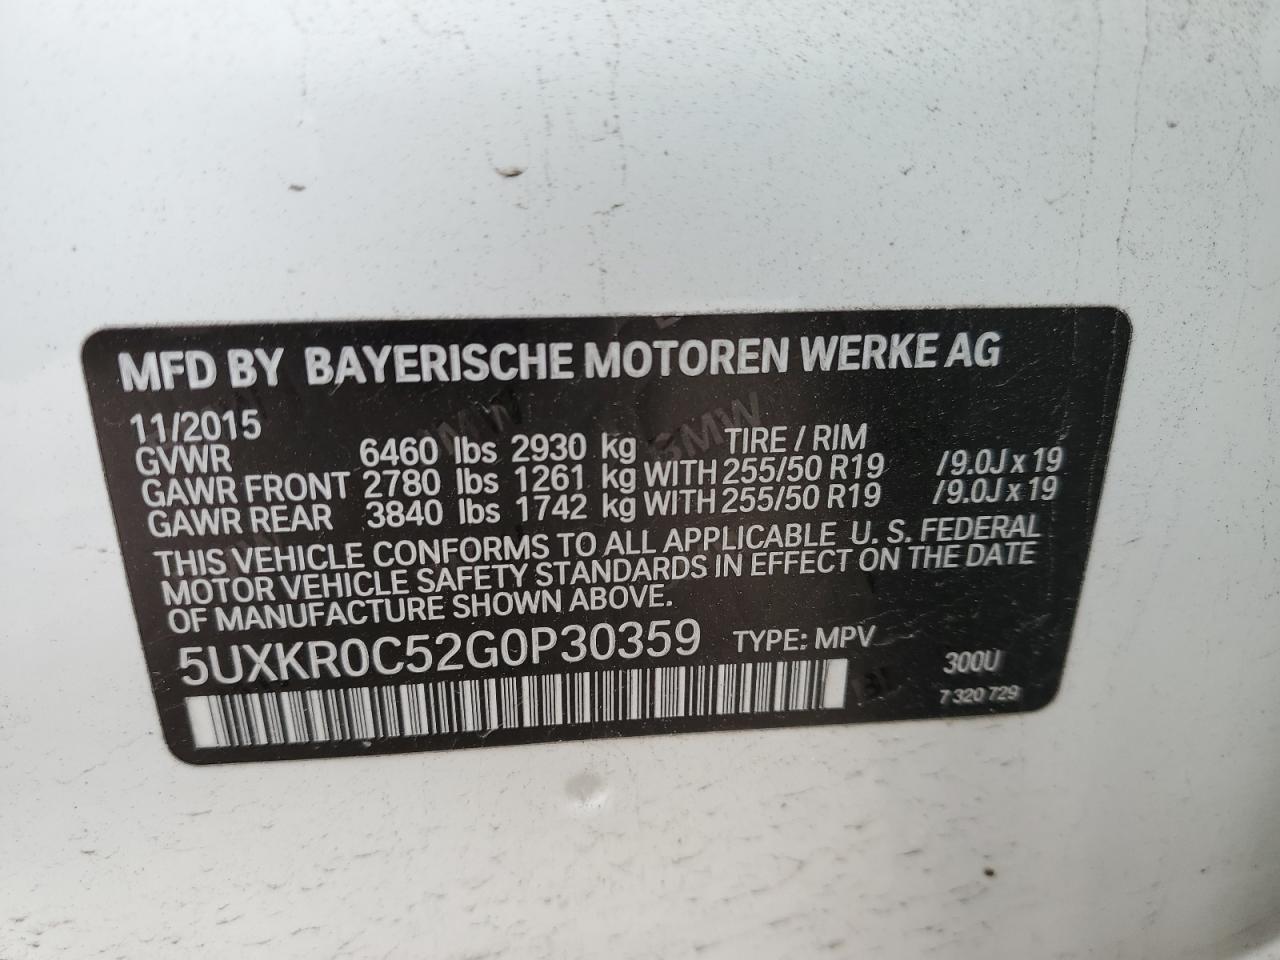 MFD BY BAYERISCHE MOTOREN WERKE AG
11/2015
GVWR 6460 lbs 2930 kg TIRE / RIM
GAWR FRONT 2780 lbs 1261 kg WITH 255/50 R19 /9.0J x 19
GAWR REAR 3840 lbs 1742 kg WITH 255/50 R19 /9.0J x 19
THIS VEHICLE CONFORMS TO ALL APPLICABLE U. S. FEDERAL
MOTOR VEHICLE SAFETY STANDARDS IN EFFECT ON THE DATE
OF MANUFACTURE SHOWN ABOVE.
5UXKR0C52G0P30359 TYPE: MPV
300U
7 320 729
BMW
BMW